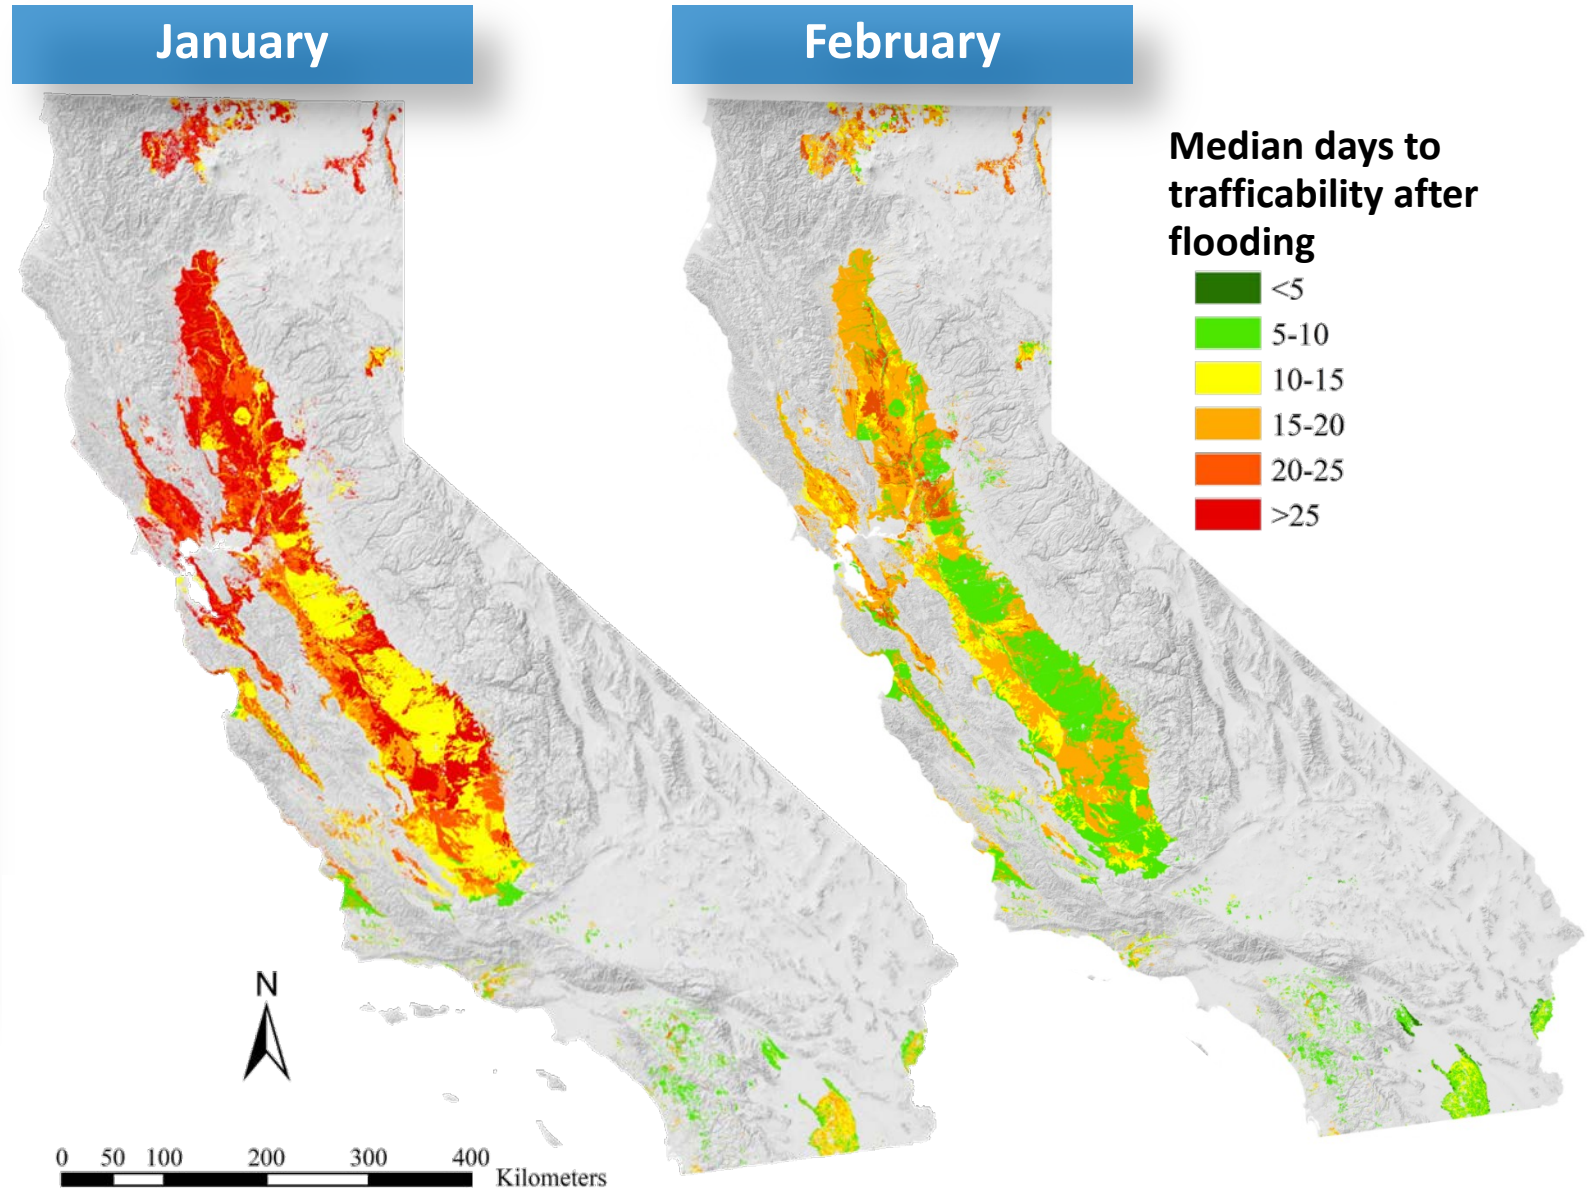 January
February
Median days to
trafficability after
flooding
<5
5-10
10-15
15-20
20-25
>25
N
0 50 100 200 300 400
Kilometers